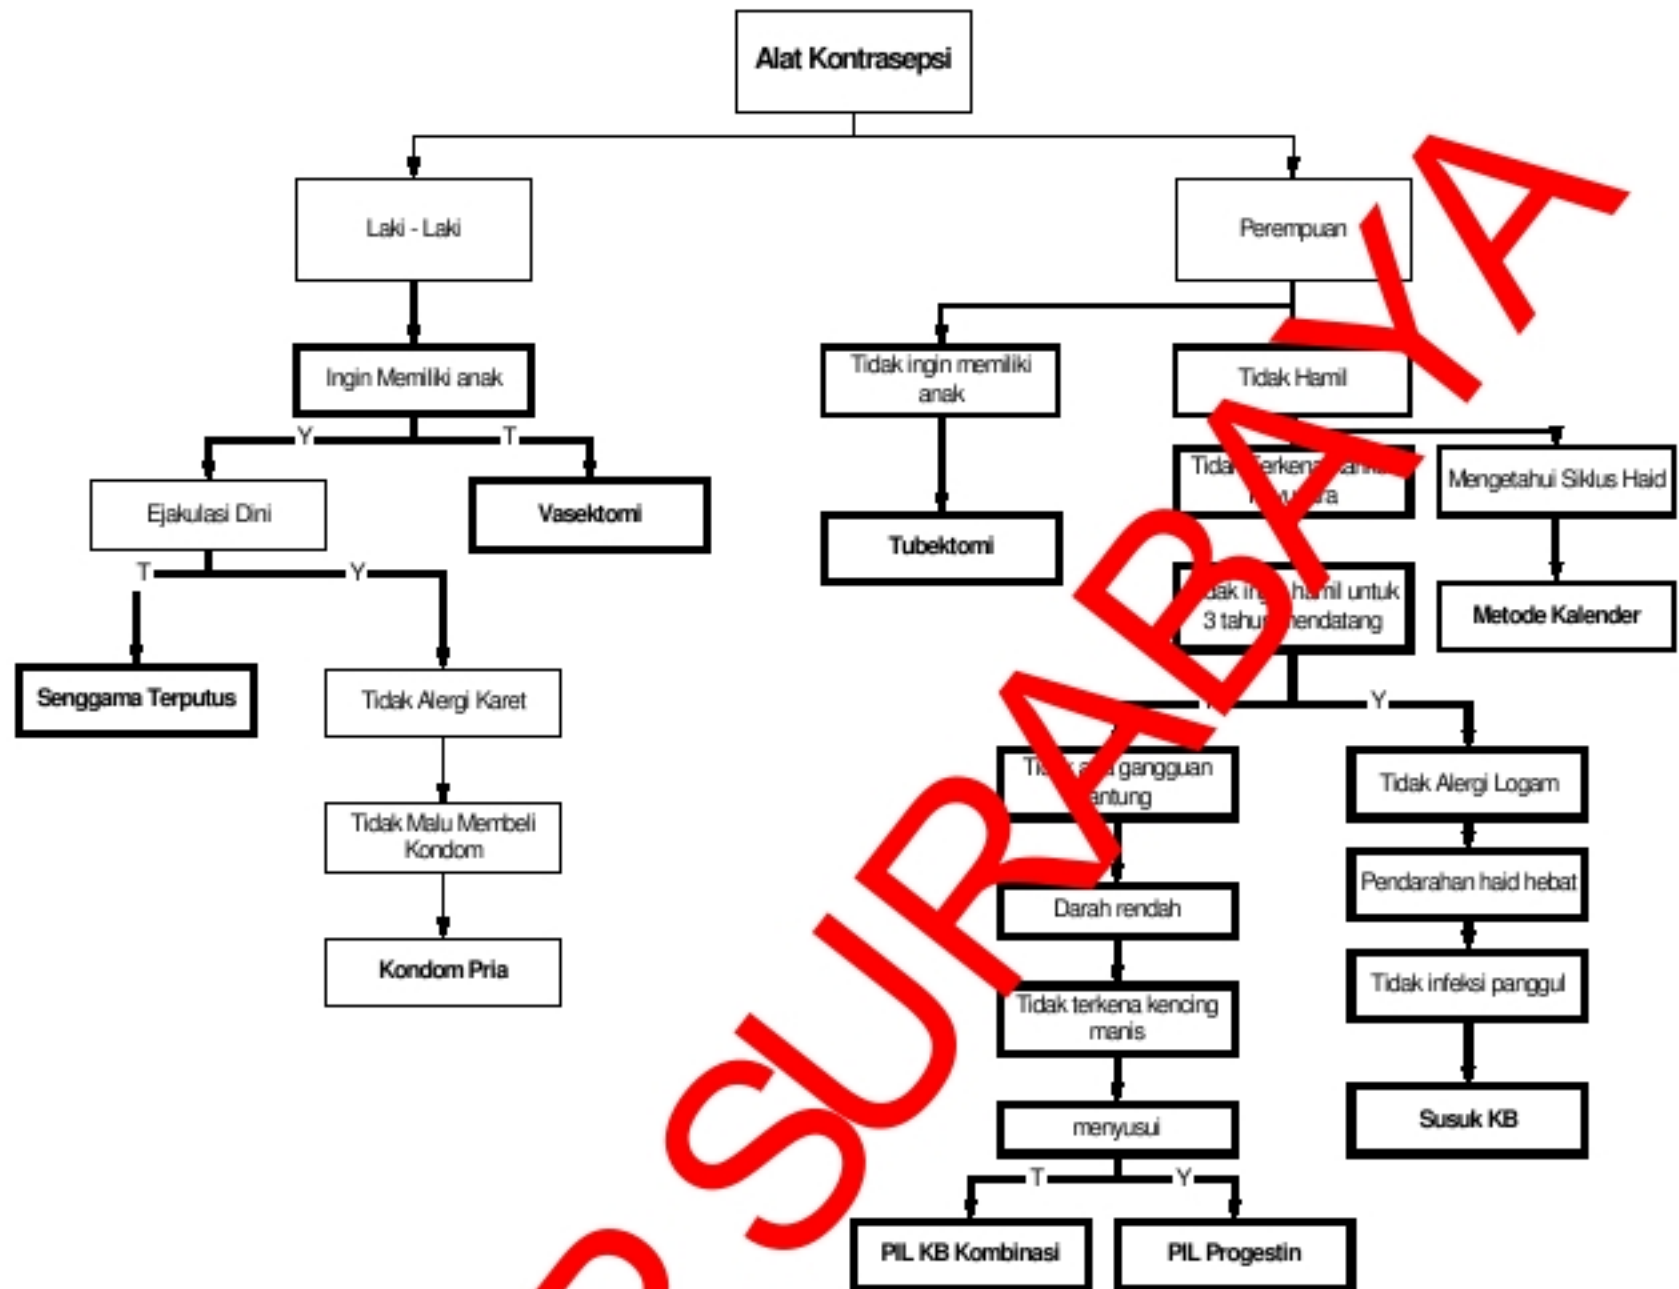 Alat Kontrasepsi
Laki - Laki
Perempuan
Ingin Memiliki anak
Tidak ingin memiliki
anak
Tidak Hamil
Y
T
Ejakulasi Dini
Vasektomi
Tubektomi
Mengetahui Siklus Haid
hamil untuk
3 tahun mendatang
Metode Kalender
T
Y
Senggama Terputus
Tidak Alergi Karet
Y
gangguan
Tidak Alergi Logam
Tidak Malu Membeli
Kondom
Pendarahan haid hebat
Darah rendah
Kondom Pria
Tidak infeksi panggul
Tidak terkena kencing
manis
menyusui
Susuk KB
T
Y
PIL KB Kombinasi
PIL Progestin
SURABAYA